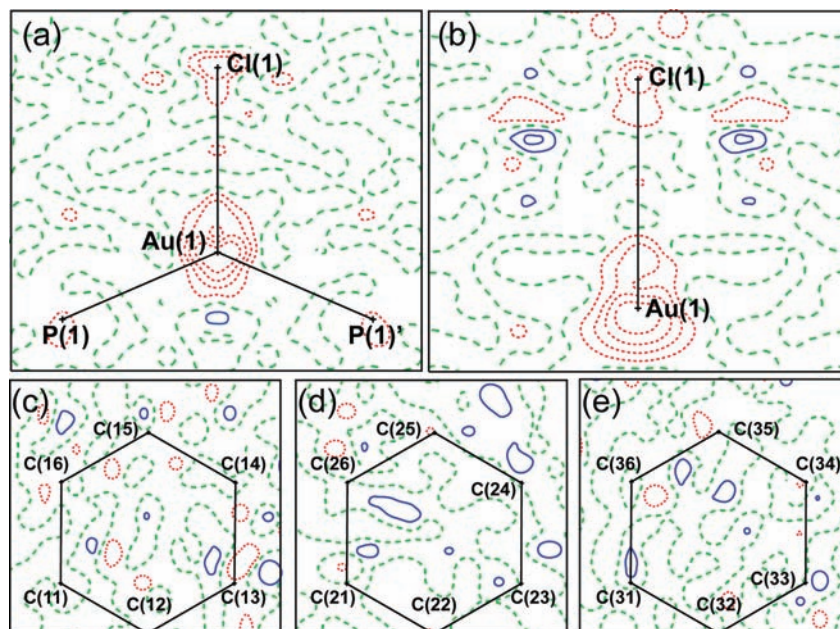 (a)
Cl(1)
Au(1)
P(1)
P(1)'
(b)
Cl(1)
Au(1)
(c)
C(15)
C(16)
C(14)
C(11)
C(12)
C(13)
(d)
C(25)
C(26)
C(24)
C(21)
C(22)
C(23)
(e)
C(35)
C(36)
C(34)
C(31)
C(32)
C(33)